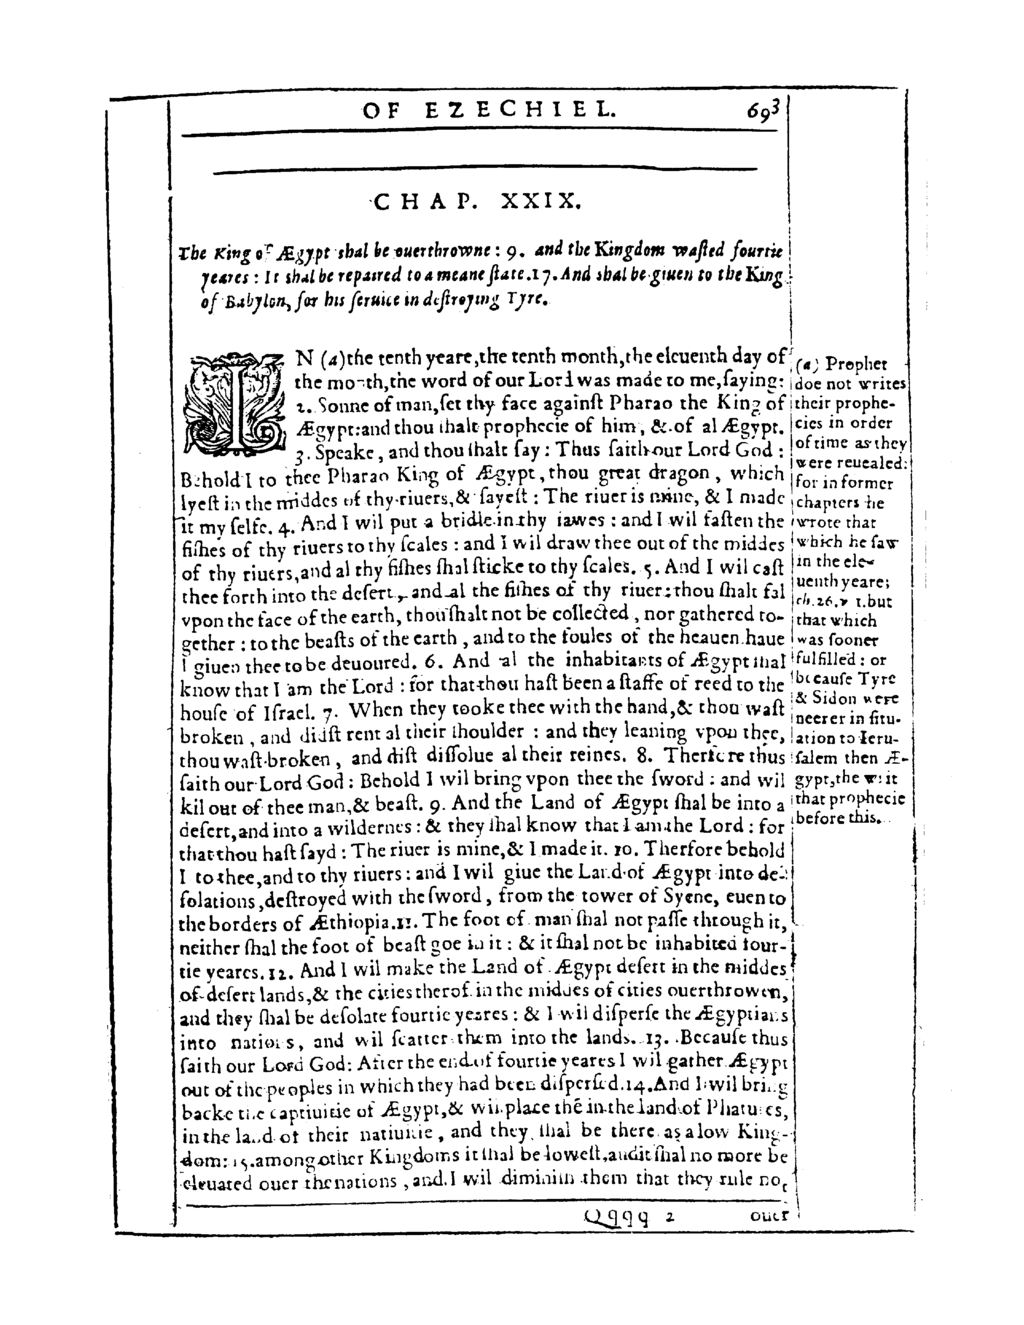 OF EZECHIEL. 693
CHAP. XXIX.
The King of Ægypt shal be ouerthrowne : 9. and the Kingdom wasted fourtie
yeares : It shal be repaired to a meane state. 17. And shal be giuen to the King
of Babylon, for his seruice in destroying Tyre.
IN (a) the tenth yeare, the tenth month, the eleuenth day of
the month, the word of our Lord was made to me, saying:
2. Sonne of man, ſet thy face againſt Pharao the King of
Ægypt: and thou ſhalt prophecie of him, & of al Ægypt.
3. Speake, and thou ſhalt ſay : Thus ſaith our Lord God :
Behold I to thee Pharao King of Ægypt, thou great dragon, which
lyeſt in the middes of thy riuers, & ſayeſt : The riuer is mine, & I made
it my ſelfe. 4. And I wil put a bridle in thy iawes : and I wil faſten the
fiſhes of thy riuers to thy ſcales : and I wil draw thee out of the middes
of thy riuers, and al thy fiſhes ſhal ſticke to thy ſcales. 5. And I wil caſt
thee forth into the deſert, and al the fiſhes of thy riuer: thou ſhalt fal
vpon the face of the earth, thou ſhalt not be collected, nor gathered to-
gether : to the beaſts of the earth, and to the foules of the heauen haue
I giuen thee to be deuoured. 6. And al the inhabitants of Ægypt ſhal
know that I am the Lord : for that thou haſt been a ſtaffe of reed to the
houſe of Iſrael. 7. When they tooke thee with the hand, & thou waſt
broken, and didſt rent al their ſhoulder : and they leaning vpon thee,
thou waſt broken, and diſt diſſolue al their reines. 8. Therfore thus
ſaith our Lord God : Behold I wil bring vpon thee the ſword : and wil
kil out of thee man, & beaſt. 9. And the Land of Ægypt ſhal be into a
deſert, and into a wildernes : & they ſhal know that I am the Lord : for
that thou haſt ſayd : The riuer is mine, & I made it. 10. Therfore behold
I to thee, and to thy riuers : and I wil giue the Land of Ægypt into de-
ſolations, deſtroyed with the ſword, from the tower of Syene, euen to
the borders of Æthiopia. 11. The foot of man ſhal not paſſe through it,
neither ſhal the foot of beaſt goe in it : & it ſhal not be inhabited four-
tie yeares. 12. And I wil make the Land of Ægypt deſert in the middes
of deſert lands, & the cities therof in the middes of cities ouerthrowen,
and they ſhal be deſolate fourtie yeares : & I wil diſperſe the Ægyptians
into nations, and wil ſcatter them into the lands. 13. Becauſe thus
ſaith our Lord God : After the end of fourtie yeares I wil gather Ægypt
out of the peoples in which they had been diſperſed. 14. And I wil bring
backe the captiuitie of Ægypt, & wil place thē in the land of Phatures,
in the land of their natiuitie, and they ſhal be there as a low King-
dom: 15. among other Kingdoms it ſhal be loweſt, and it ſhal no more be
eleuated ouer the nations, and I wil diminiſh them that they rule not
(a) Prophet
doe not writes
their prophe-
cies in order
of time as they
were reuealed:
for in former
chapters he
wrote that
which he ſaw
in the ele-
uenth yeare;
ch. 26. v 1. but
that which
was ſooner
fulfilled : or
becauſe Tyre
& Sidon were
neerer in ſitu-
ation to Ieru-
ſalem then Æ-
gypt, the writ
that prophecie
before this.
Qqqq 2 ouer